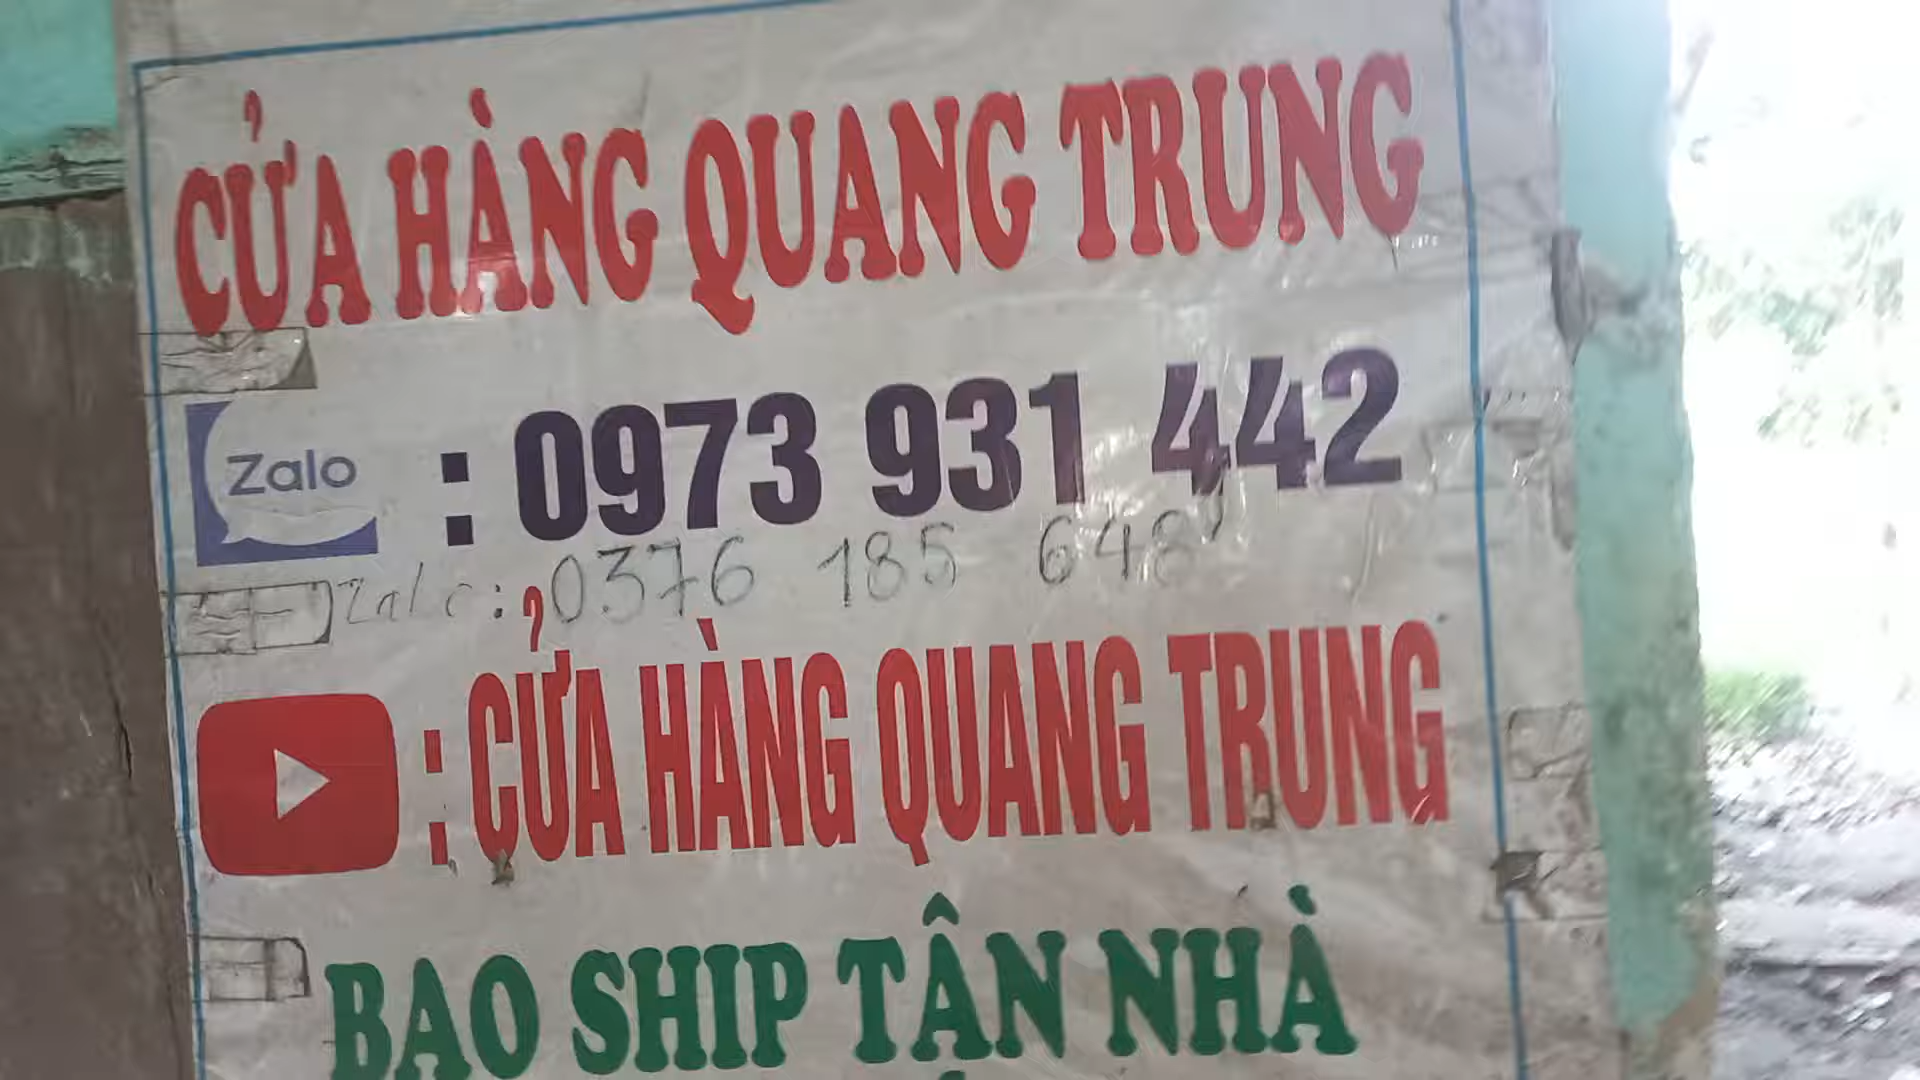 CỬA HÀNG QUANG TRUNG
Zalo : 0973 931 442
Zalo: 0376 185 648
: CỬA HÀNG QUANG TRUNG
BAO SHIP TÂN NHÀ